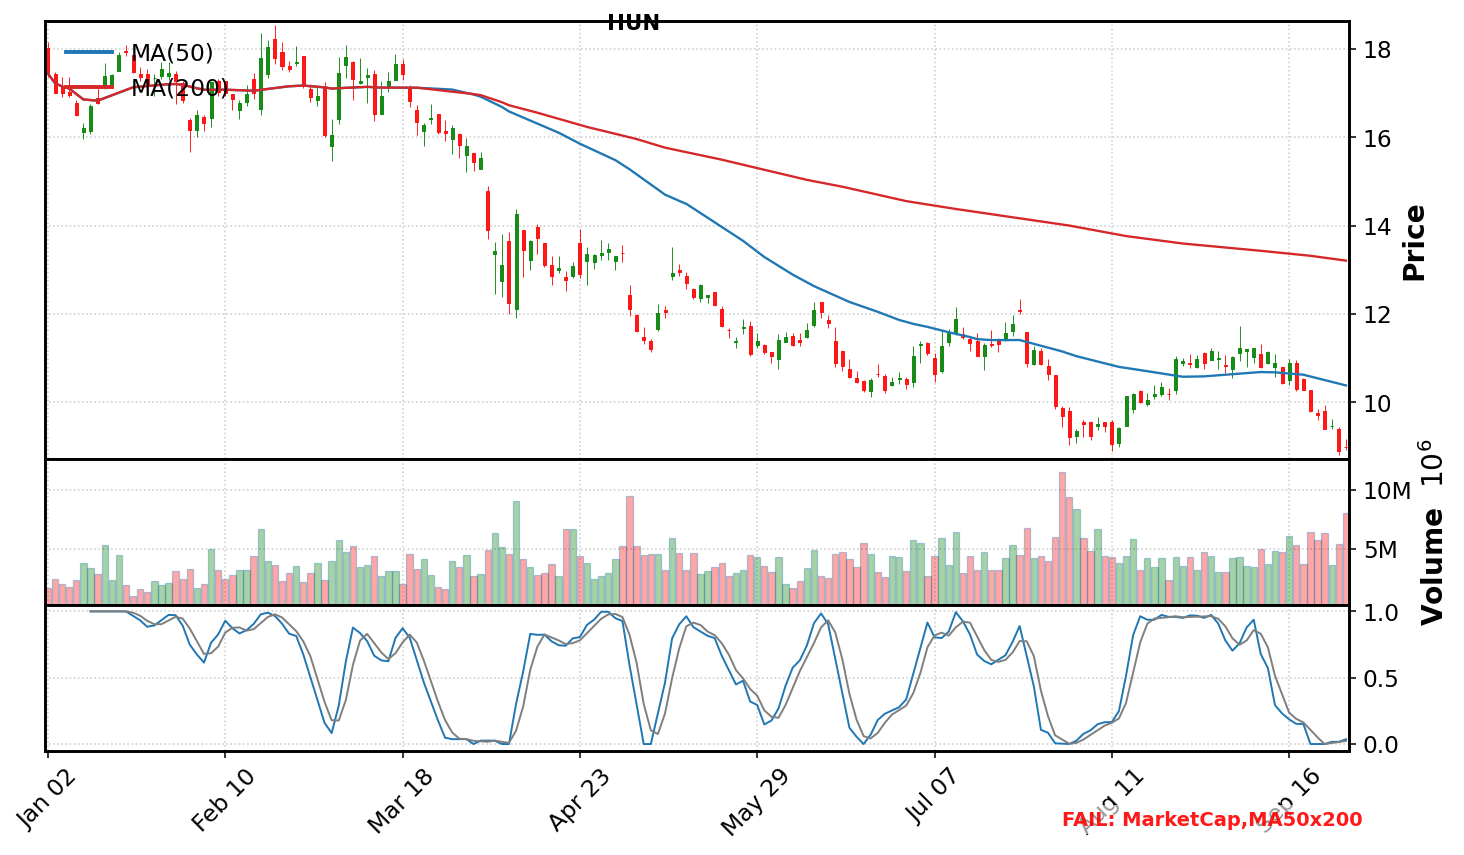 HUN
MA(50)
MA(200)
18
16
14
12
10
Price
10M
5M
Volume 10^6
1.0
0.5
0.0
Jan 02
Feb 10
Mar 18
Apr 23
May 29
Jul 07
Aug 11
Sep 16
FAIL: MarketCap,MA50x200